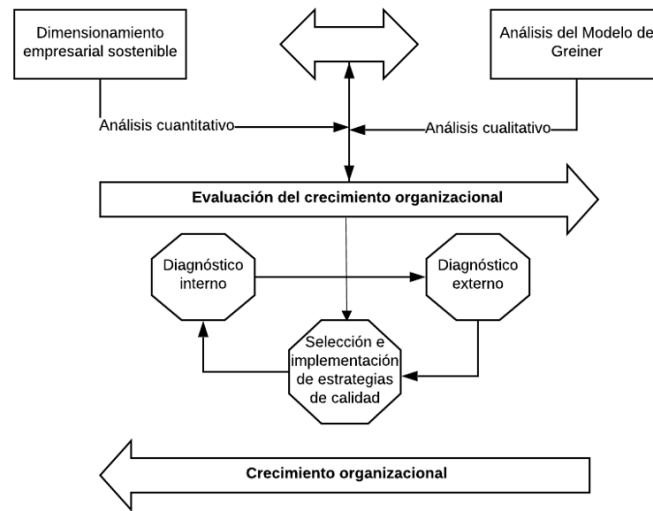 Dimensionamiento
empresarial sostenible
Análisis del Modelo de
Greiner
Análisis cuantitativo
Análisis cualitativo
Evaluación del crecimiento organizacional
Diagnóstico
interno
Diagnóstico
externo
Selección e
implementación
de estrategias
de calidad
Crecimiento organizacional